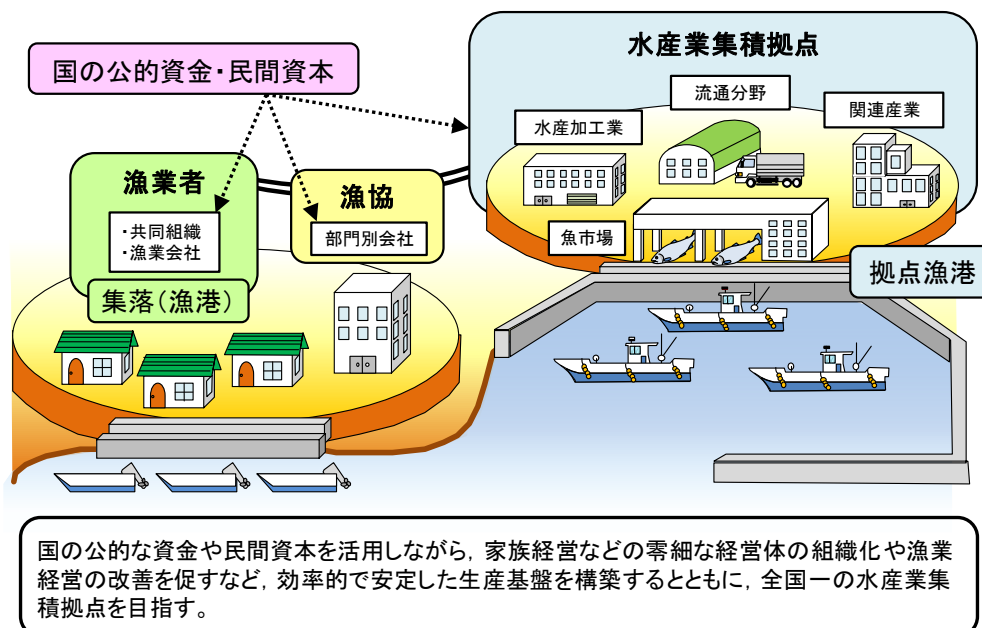 水産業集積拠点
国の公的資金・民間資本
流通分野
水産加工業
関連産業
漁業者
漁協
・共同組織
・漁業会社
部門別会社
魚市場
集落(漁港)
拠点漁港
国の公的な資金や民間資本を活用しながら，家族経営などの零細な経営体の組織化や漁業
経営の改善を促すなど，効率的で安定した生産基盤を構築するとともに，全国一の水産業集
積拠点を目指す。